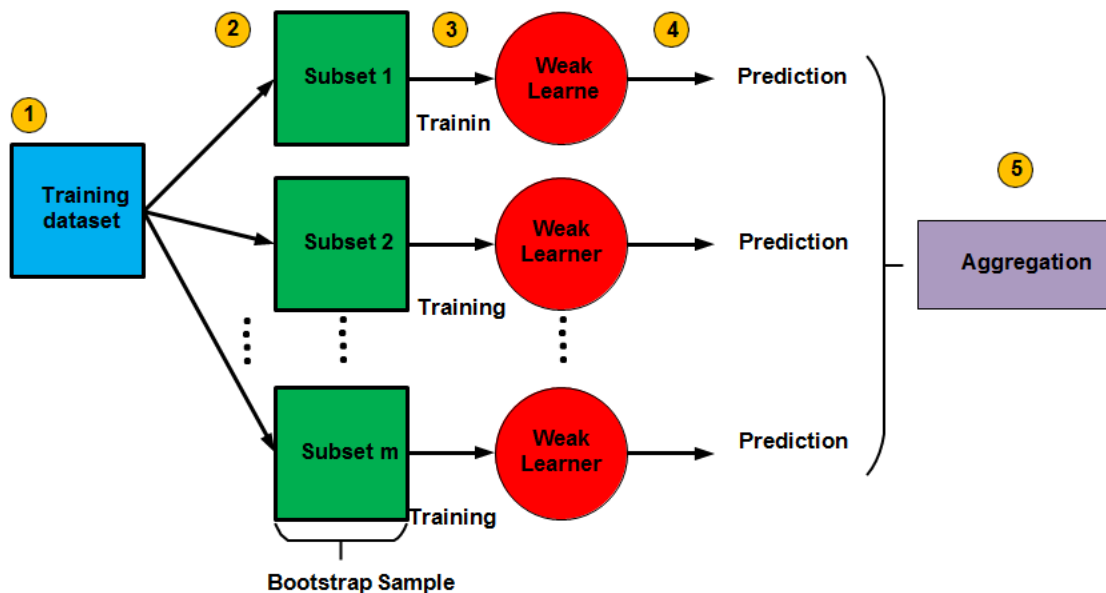 1
2
3
4
5
Training
dataset
Subset 1
Trainin
Weak
Learne
Prediction
Subset 2
Training
Weak
Learner
Prediction
Subset m
Training
Weak
Learner
Prediction
Aggregation
Bootstrap Sample